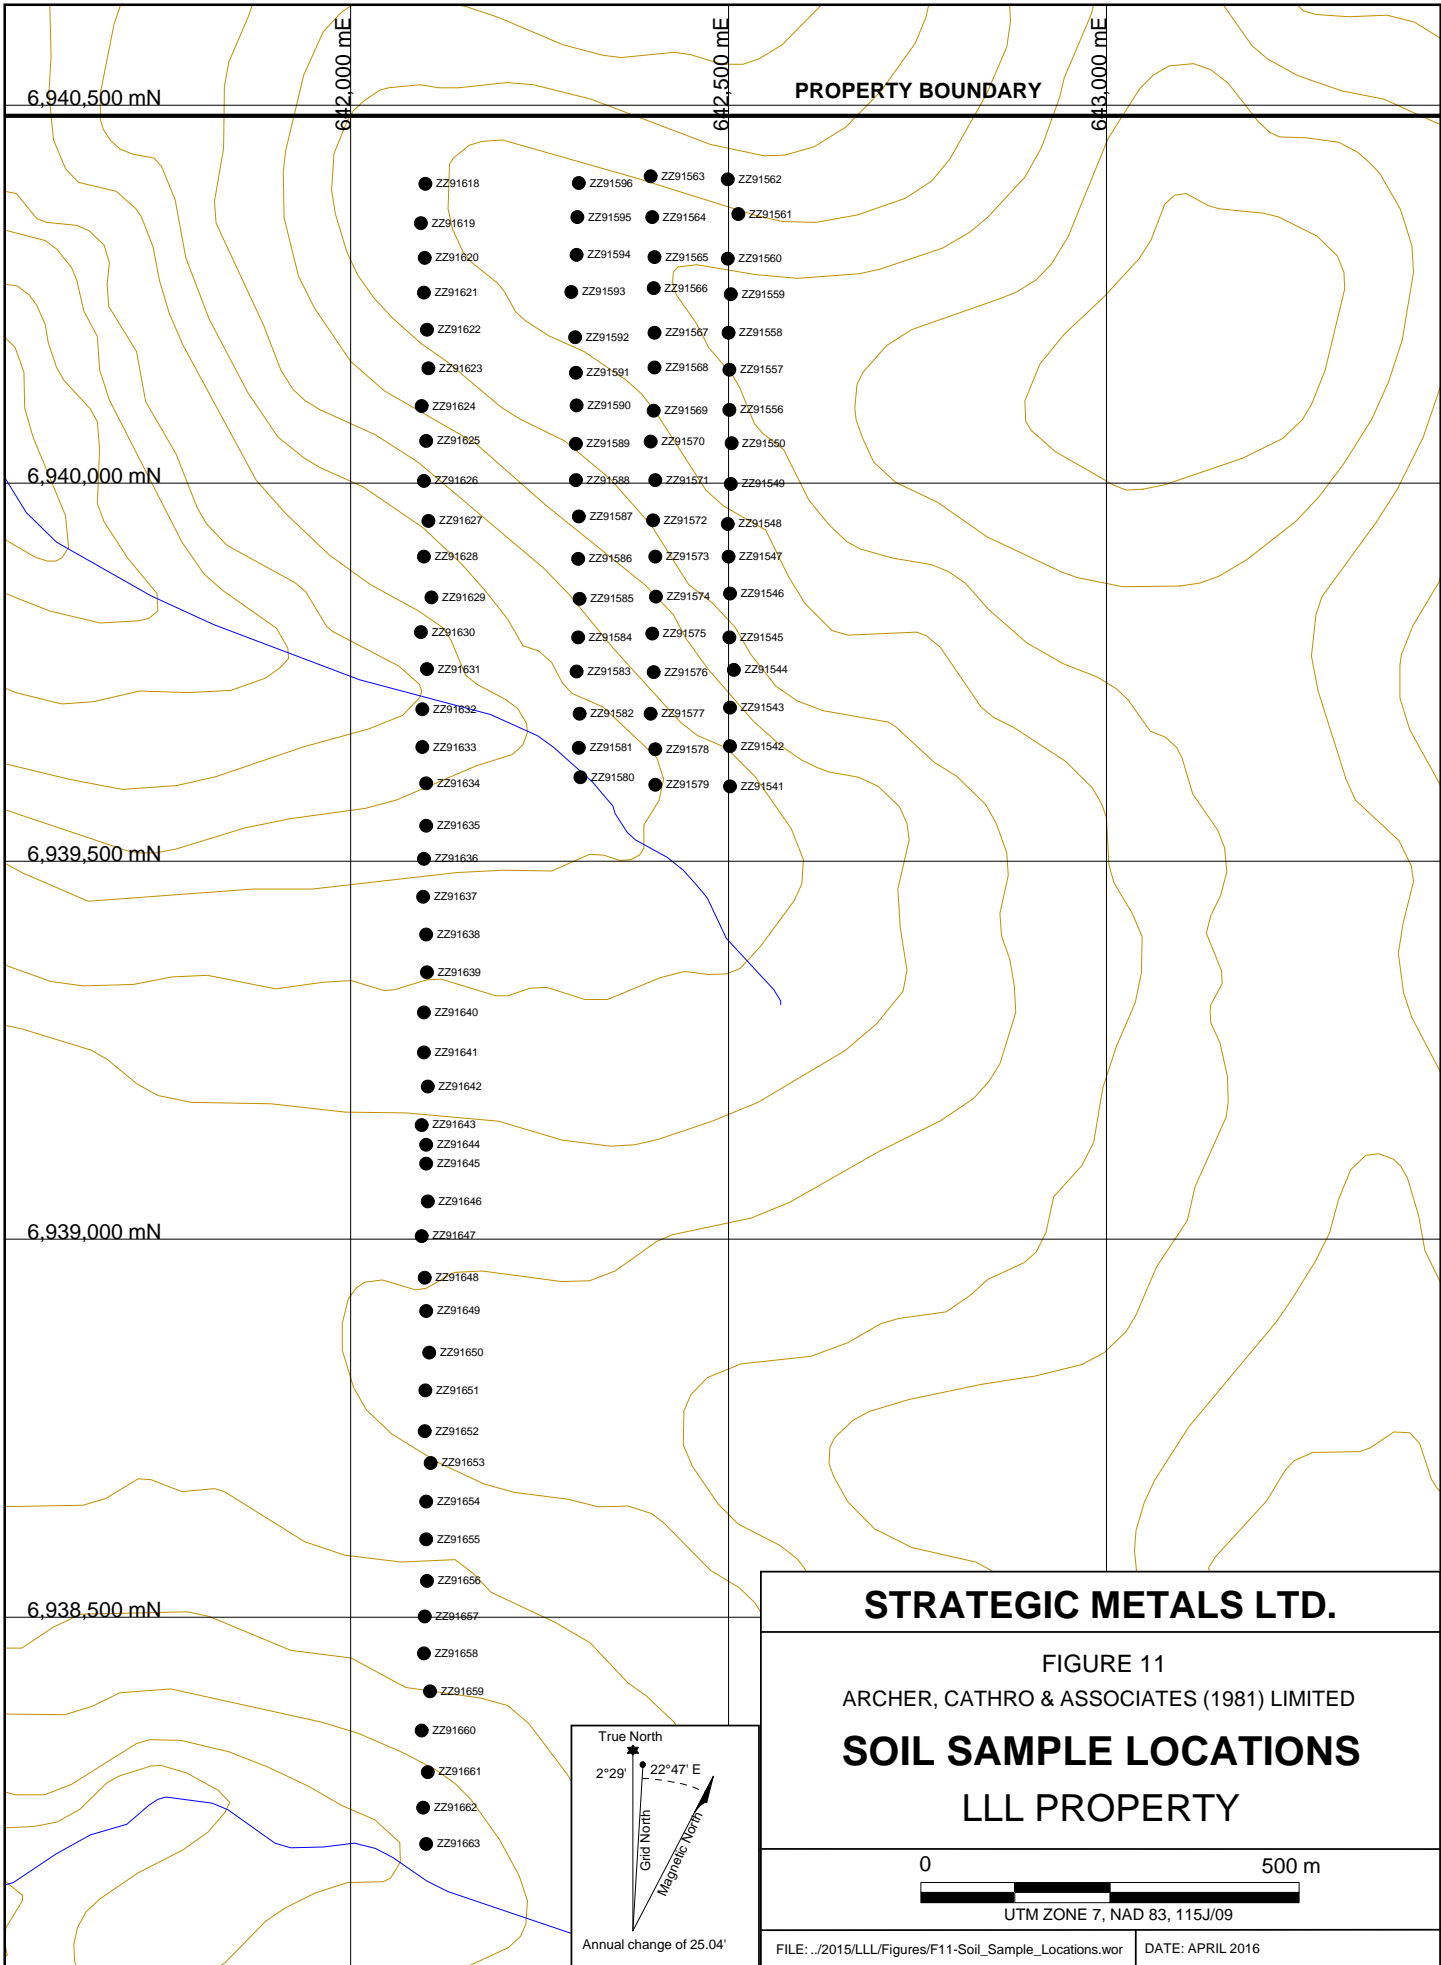 642,000 mE
642,500 mE
643,000 mE
PROPERTY BOUNDARY
6,940,500 mN
6,940,000 mN
6,939,500 mN
6,939,000 mN
6,938,500 mN
ZZ91618
ZZ91619
ZZ91620
ZZ91621
ZZ91622
ZZ91623
ZZ91624
ZZ91625
ZZ91626
ZZ91627
ZZ91628
ZZ91629
ZZ91630
ZZ91631
ZZ91632
ZZ91633
ZZ91634
ZZ91635
ZZ91636
ZZ91637
ZZ91638
ZZ91639
ZZ91640
ZZ91641
ZZ91642
ZZ91643
ZZ91644
ZZ91645
ZZ91646
ZZ91647
ZZ91648
ZZ91649
ZZ91650
ZZ91651
ZZ91652
ZZ91653
ZZ91654
ZZ91655
ZZ91656
ZZ91657
ZZ91658
ZZ91659
ZZ91660
ZZ91661
ZZ91662
ZZ91663
ZZ91596
ZZ91595
ZZ91594
ZZ91593
ZZ91592
ZZ91591
ZZ91590
ZZ91589
ZZ91588
ZZ91587
ZZ91586
ZZ91585
ZZ91584
ZZ91583
ZZ91582
ZZ91581
ZZ91580
ZZ91563
ZZ91564
ZZ91565
ZZ91566
ZZ91567
ZZ91568
ZZ91569
ZZ91570
ZZ91571
ZZ91572
ZZ91573
ZZ91574
ZZ91575
ZZ91576
ZZ91577
ZZ91578
ZZ91579
ZZ91562
ZZ91561
ZZ91560
ZZ91559
ZZ91558
ZZ91557
ZZ91556
ZZ91550
ZZ91549
ZZ91548
ZZ91547
ZZ91546
ZZ91545
ZZ91544
ZZ91543
ZZ91542
ZZ91541
True North
2°29'
22°47' E
Grid North
Magnetic North
Annual change of 25.04'
STRATEGIC METALS LTD.
FIGURE 11
ARCHER, CATHRO & ASSOCIATES (1981) LIMITED
SOIL SAMPLE LOCATIONS
LLL PROPERTY
0 500 m
UTM ZONE 7, NAD 83, 115J/09
FILE: ../2015/LLL/Figures/F11-Soil_Sample_Locations.wor
DATE: APRIL 2016